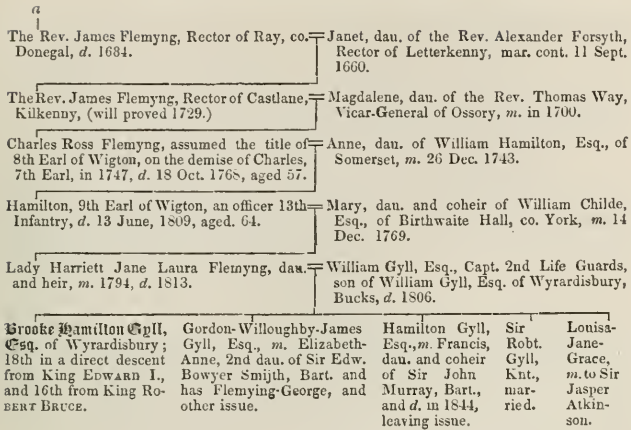 a
The Rev. James Flemyng, Rector of Ray, co.
Donegal, d. 1684.
Janet, dau. of the Rev. Alexander Forsyth,
Rector of Letterkenny, mar. cont. 11 Sept.
1660.
The Rev. James Flemyng, Rector of Castlane,
Kilkenny, (will proved 1729.)
Magdalene, dau. of the Rev. Thomas Way,
Vicar-General of Ossory, m. in 1700.
Charles Ross Flemyng, assumed the title of
8th Earl of Wigton, on the demise of Charles,
7th Earl, in 1747, d. 18 Oct. 1768, aged 57.
Anne, dau. of William Hamilton, Esq., of
Somerset, m. 26 Dec. 1743.
Hamilton, 9th Earl of Wigton, an officer 13th
Infantry, d. 13 June, 1809, aged. 64.
Mary, dau. and coheir of William Childe,
Esq., of Birthwaite Hall, co. York, m. 14
Dec. 1769.
Lady Harriett Jane Laura Flemyng, dau.
and heir, m. 1794, d. 1813.
William Gyll, Esq., Capt. 2nd Life Guards,
son of William Gyll, Esq. of Wyrardisbury,
Bucks, d. 1806.
Brooke Hamilton Gyll,
Esq. of Wyrardisbury;
18th in a direct descent
from King EDWARD I.,
and 16th from King RO-
BERT BRUCE.
Gordon-Willoughby-James
Gyll, Esq., m. Elizabeth-
Anne, 2nd dau. of Sir Edw.
Bowyer Smijth, Bart. and
has Flemying-George, and
other issue.
Hamilton Gyll,
Esq., m. Francis,
dau. and coheir
of Sir John
Murray, Bart.,
and d. in 1844,
leaving issue.
Sir
Robt.
Gyll,
Knt.,
mar-
ried.
Louisa-
Jane-
Grace,
m. to Sir
Jasper
Atkin-
son.